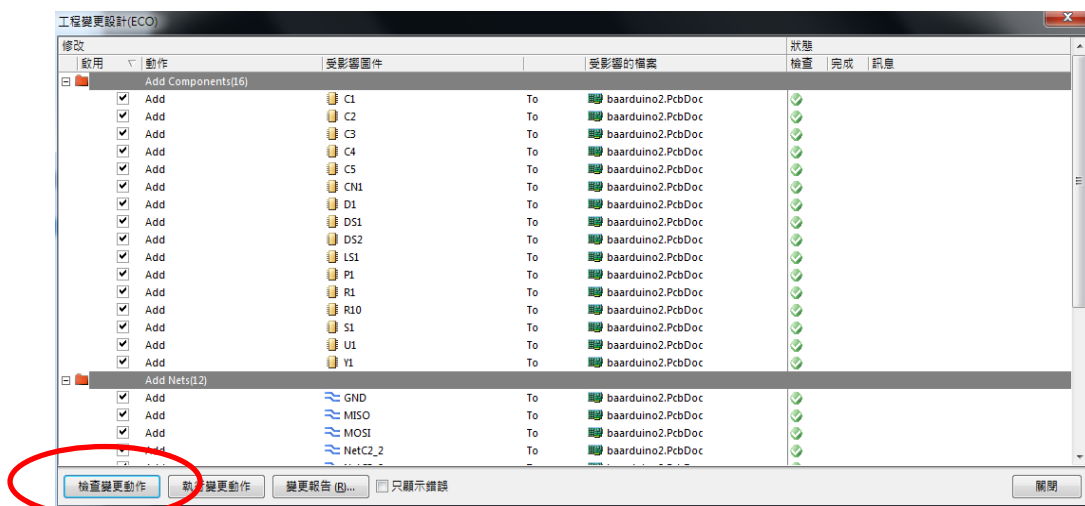 工程變更設計(ECO)
修改 狀態
啟用 動作 受影響圖件 受影響的檔案 檢查 完成 訊息
Add Components(16)
Add C1 To baarduino2.PcbDoc
Add C2 To baarduino2.PcbDoc
Add C3 To baarduino2.PcbDoc
Add C4 To baarduino2.PcbDoc
Add C5 To baarduino2.PcbDoc
Add CN1 To baarduino2.PcbDoc
Add D1 To baarduino2.PcbDoc
Add DS1 To baarduino2.PcbDoc
Add DS2 To baarduino2.PcbDoc
Add LS1 To baarduino2.PcbDoc
Add P1 To baarduino2.PcbDoc
Add R1 To baarduino2.PcbDoc
Add R10 To baarduino2.PcbDoc
Add S1 To baarduino2.PcbDoc
Add U1 To baarduino2.PcbDoc
Add Y1 To baarduino2.PcbDoc
Add Nets(12)
Add GND To baarduino2.PcbDoc
Add MISO To baarduino2.PcbDoc
Add MOSI To baarduino2.PcbDoc
Add NetC2_2 To baarduino2.PcbDoc
檢查變更動作 執行變更動作 變更報告 (R)... 只顯示錯誤 關閉